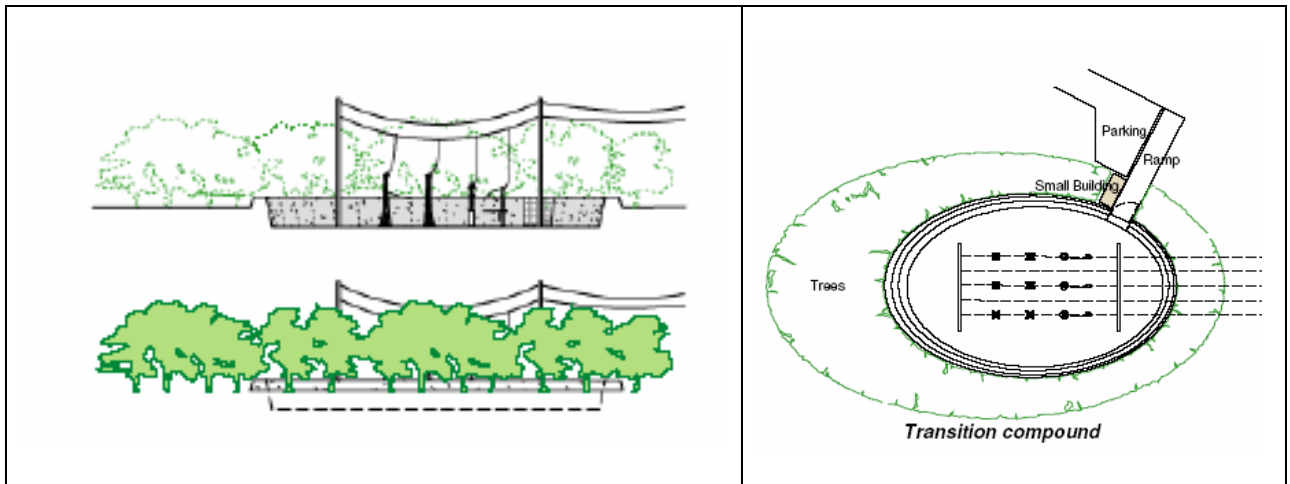 Parking
Ramp
Small Building
Trees
Transition compound